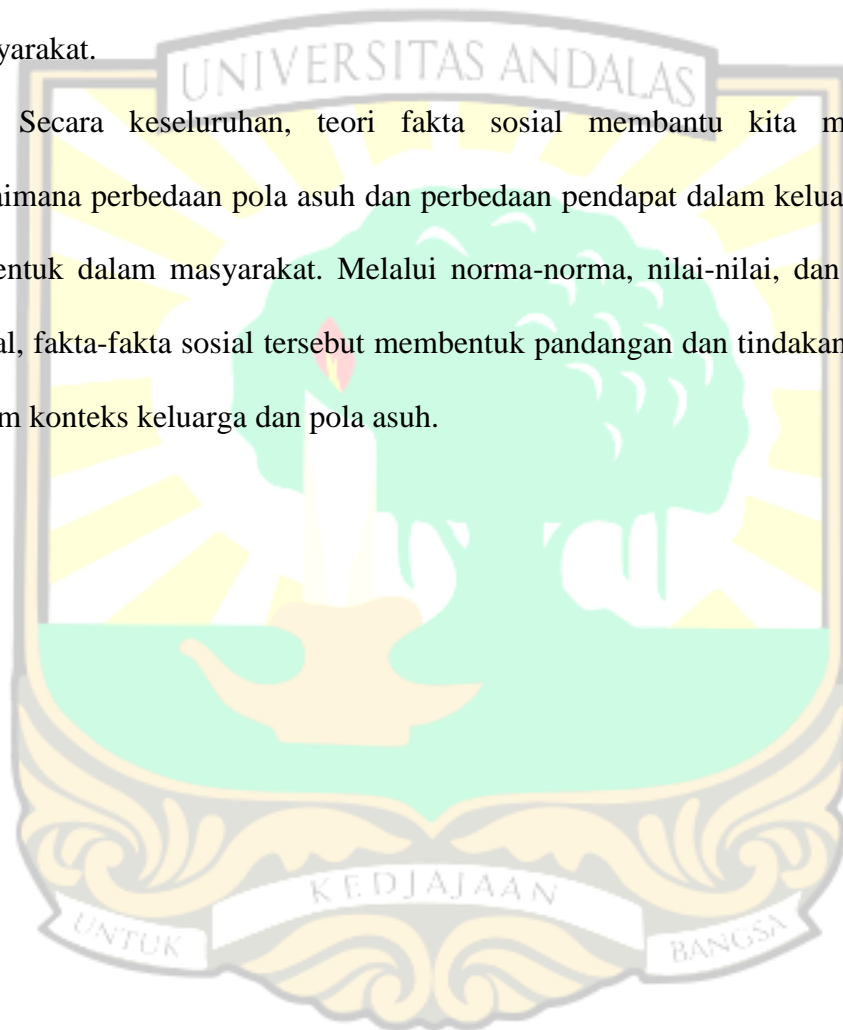 yarakat.
UNIVERSITAS ANDALAS
Secara keseluruhan, teori fakta sosial membantu kita m
aimana perbedaan pola asuh dan perbedaan pendapat dalam kelua
entuk dalam masyarakat. Melalui norma-norma, nilai-nilai, dan
al, fakta-fakta sosial tersebut membentuk pandangan dan tindakan
m konteks keluarga dan pola asuh.
KEDJAJAAN
UNTUK
BANGSA